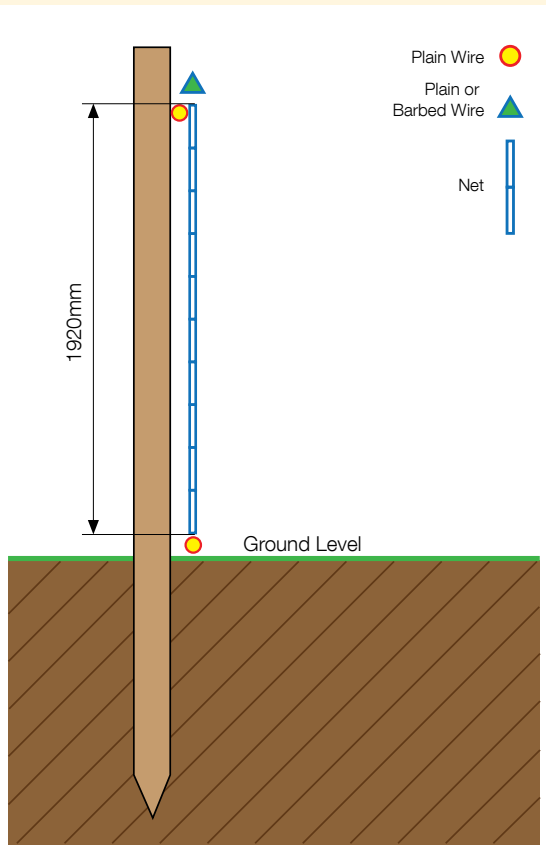 Plain Wire
Plain or
Barbed Wire
Net
1920mm
Ground Level